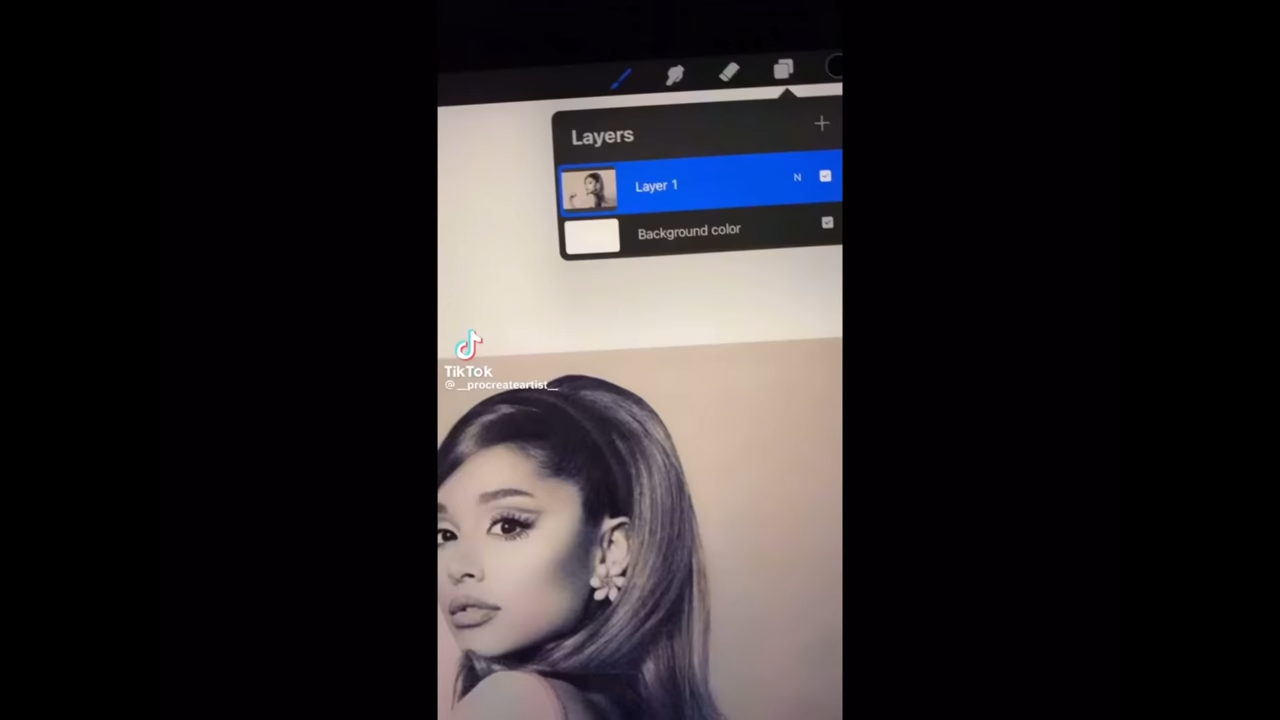 Layers
Layer 1
N
Background color
TikTok
@__procreateartist__